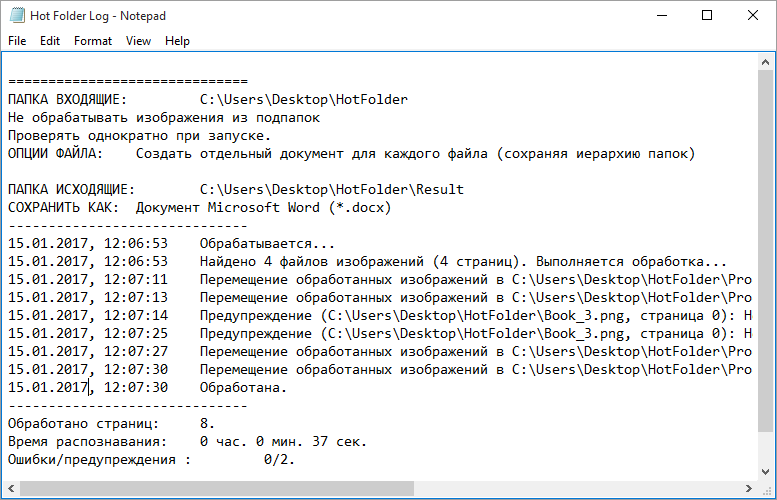 Hot Folder Log - Notepad
File Edit Format View Help
==============================
ПАПКА ВХОДЯЩИЕ: C:\Users\Desktop\HotFolder
Не обрабатывать изображения из подпапок
Проверять однократно при запуске.
ОПЦИИ ФАЙЛА: Создать отдельный документ для каждого файла (сохраняя иерархию папок)
ПАПКА ИСХОДЯЩИЕ: C:\Users\Desktop\HotFolder\Result
СОХРАНИТЬ КАК: Документ Microsoft Word (*.docx)
------------------------------
15.01.2017, 12:06:53 Обрабатывается...
15.01.2017, 12:06:53 Найдено 4 файлов изображений (4 страниц). Выполняется обработка...
15.01.2017, 12:07:11 Перемещение обработанных изображений в C:\Users\Desktop\HotFolder\Pro
15.01.2017, 12:07:13 Перемещение обработанных изображений в C:\Users\Desktop\HotFolder\Pro
15.01.2017, 12:07:14 Предупреждение (C:\Users\Desktop\HotFolder\Book_3.png, страница 0): Н
15.01.2017, 12:07:25 Предупреждение (C:\Users\Desktop\HotFolder\Book_3.png, страница 0): Н
15.01.2017, 12:07:27 Перемещение обработанных изображений в C:\Users\Desktop\HotFolder\Pro
15.01.2017, 12:07:30 Перемещение обработанных изображений в C:\Users\Desktop\HotFolder\Pro
15.01.2017, 12:07:30 Обработана.
------------------------------
Обработано страниц: 8.
Время распознавания: 0 час. 0 мин. 37 сек.
Ошибки/предупреждения : 0/2.